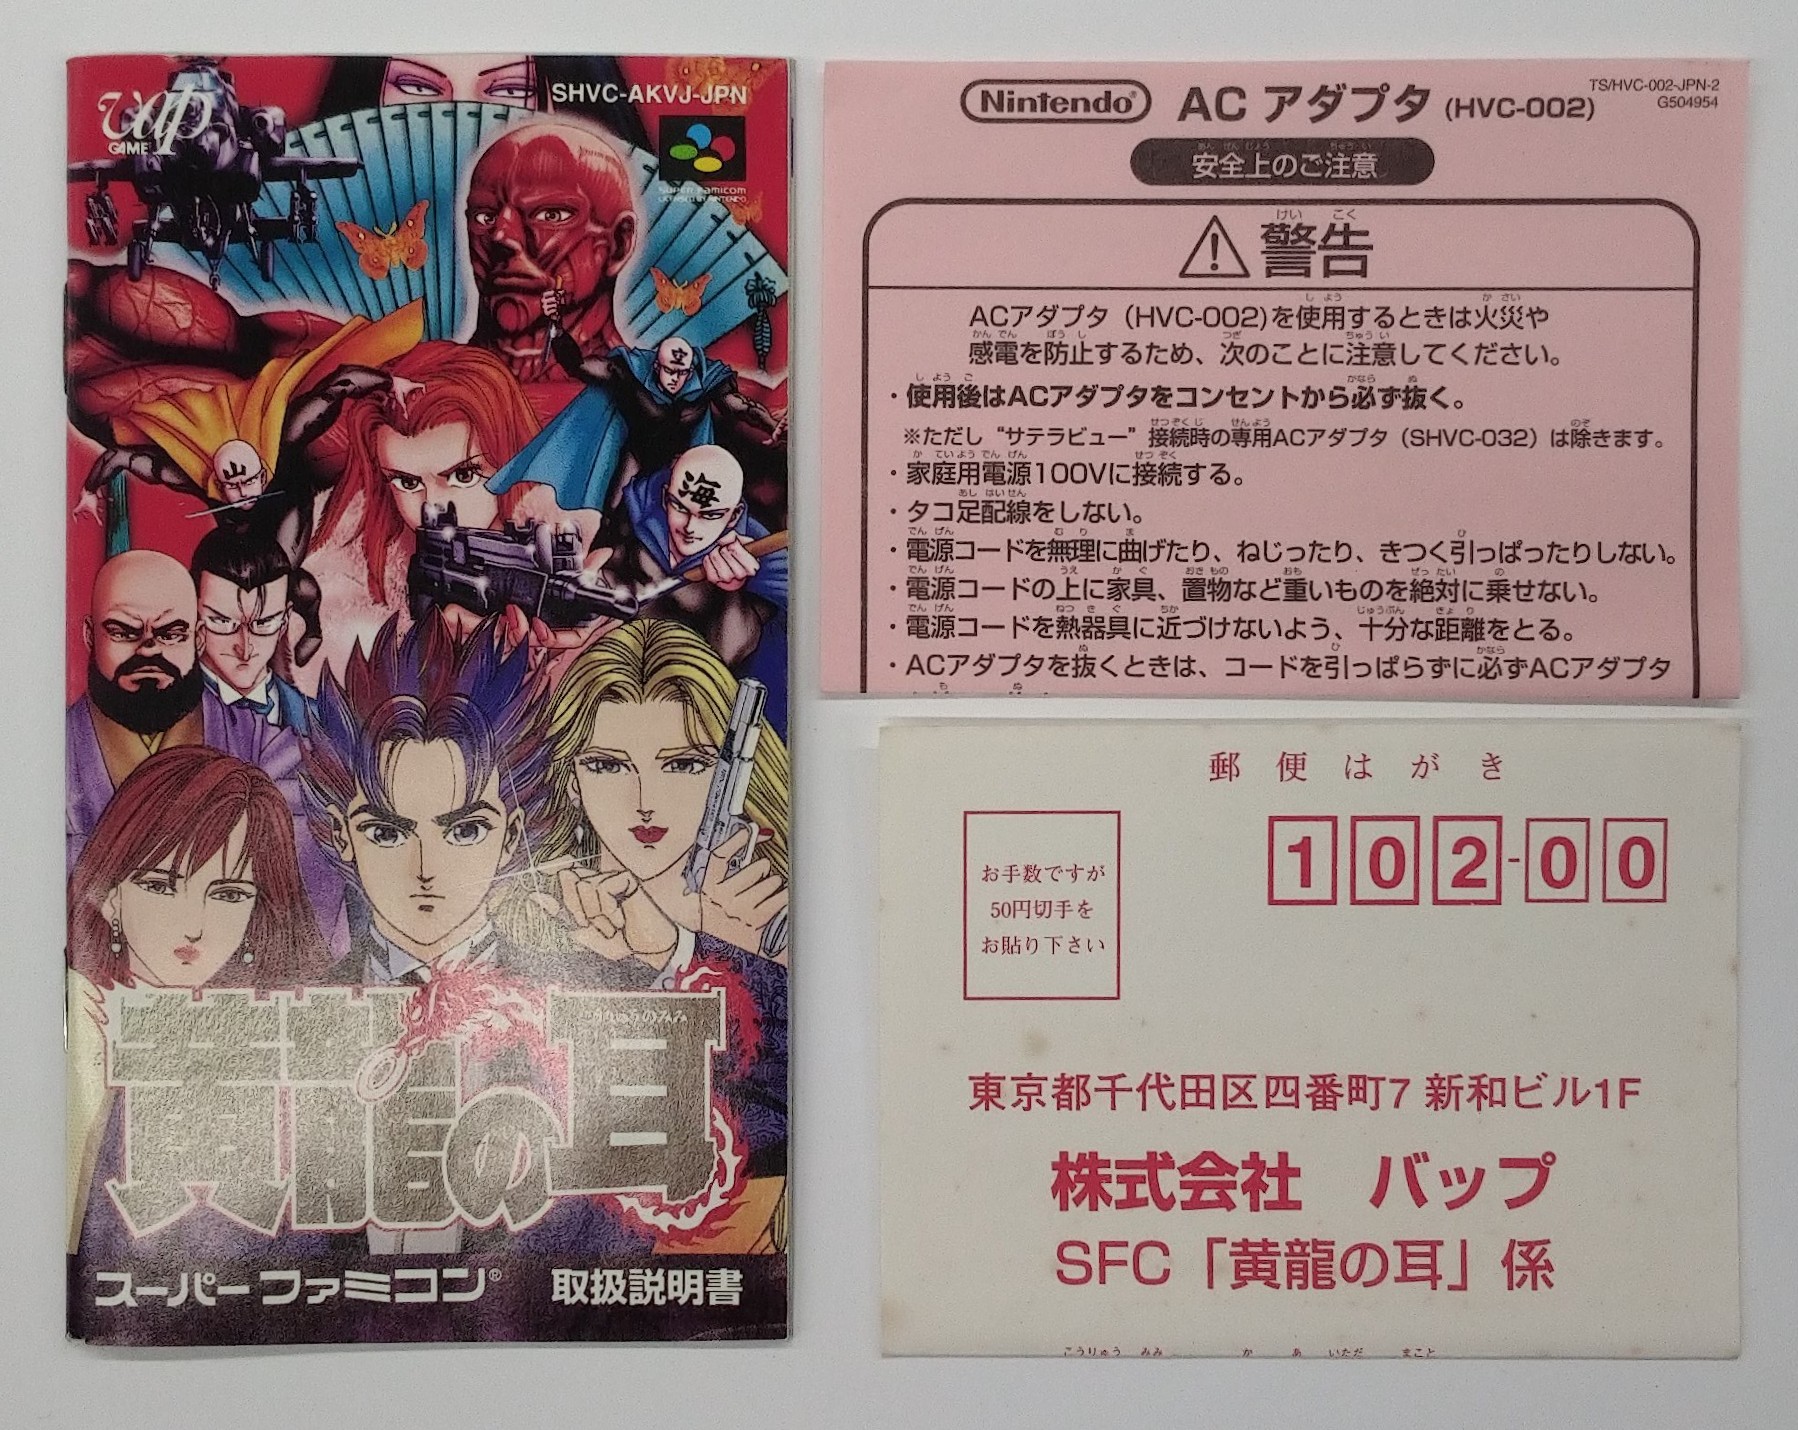 vap
GAME
SHVC-AKVJ-JPN
SUPER FAMICOM
LICENSED BY NINTENDO
空
山
海
こうりゅうのみみ
黄龍の耳
スーパーファミコン®
取扱説明書
Nintendo®
ACアダプタ(HVC-002)
TS/HVC-002-JPN-2
G504954
安全上のご注意
警告
ACアダプタ（HVC-002)を使用するときは火災や
感電を防止するため、次のことに注意してください。
・使用後はACアダプタをコンセントから必ず抜く。
※ただし“サテラビュー”接続時の専用ACアダプタ（SHVC-032）は除きます。
・家庭用電源100Vに接続する。
・タコ足配線をしない。
・電源コードを無理に曲げたり、ねじったり、きつく引っぱったりしない。
・電源コードの上に家具、置物など重いものを絶対に乗せない。
・電源コードを熱器具に近づけないよう、十分な距離をとる。
・ACアダプタを抜くときは、コードを引っぱらずに必ずACアダプタ
郵便はがき
102-00
お手数ですが
50円切手を
お貼り下さい
東京都千代田区四番町7 新和ビル1F
株式会社　バップ
SFC「黄龍の耳」係
こうりゅう みみ か あ いただ まこと